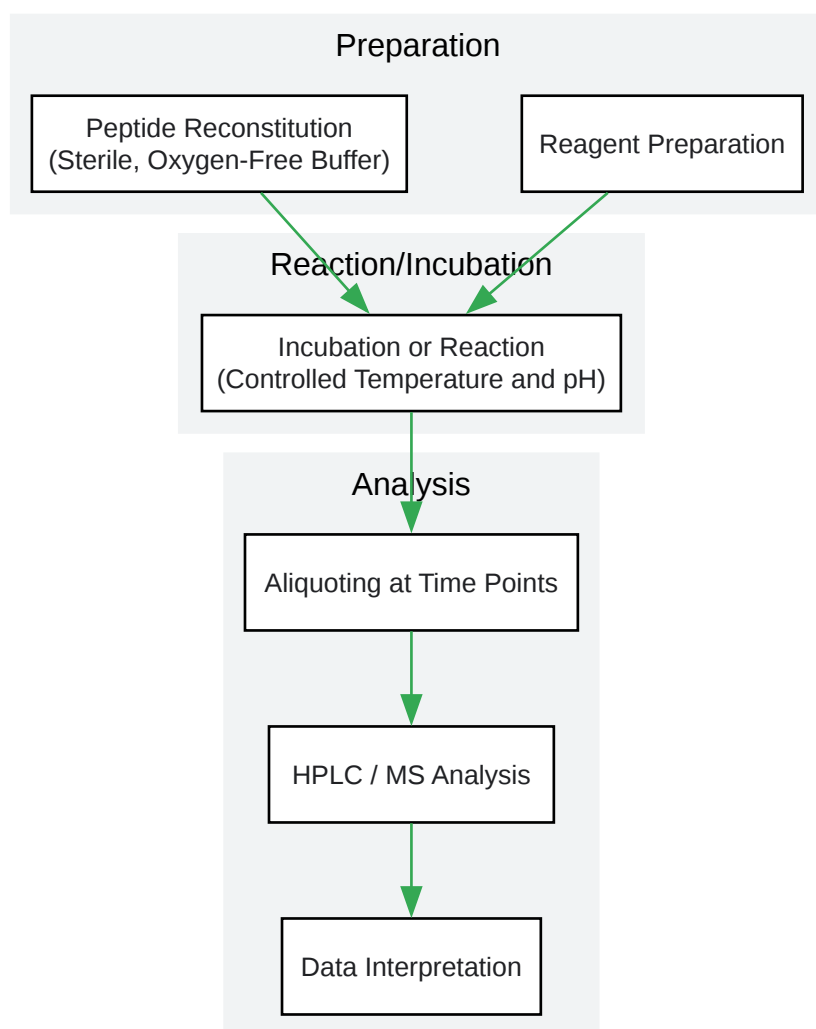 Preparation
Peptide Reconstitution
(Sterile, Oxygen-Free Buffer)
Reagent Preparation
Reaction/Incubation
Incubation or Reaction
(Controlled Temperature and pH)
Analysis
Aliquoting at Time Points
HPLC / MS Analysis
Data Interpretation